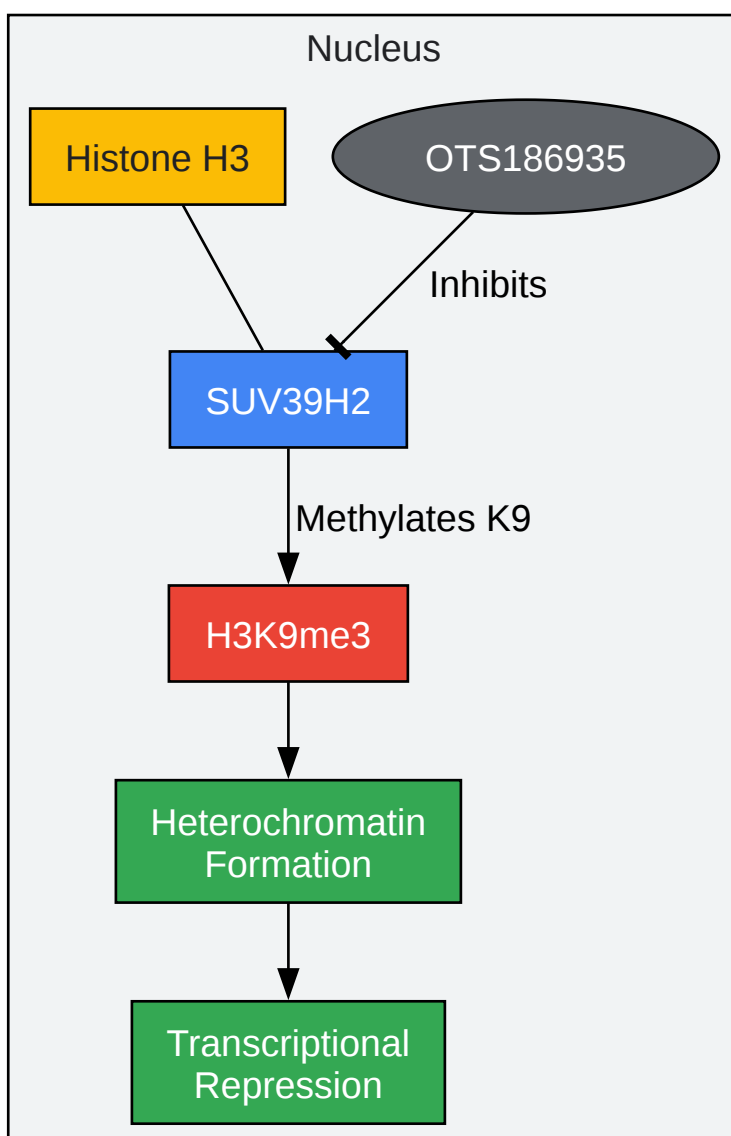 Nucleus
Histone H3
OTS186935
Inhibits
SUV39H2
Methylates K9
H3K9me3
Heterochromatin
Formation
Transcriptional
Repression